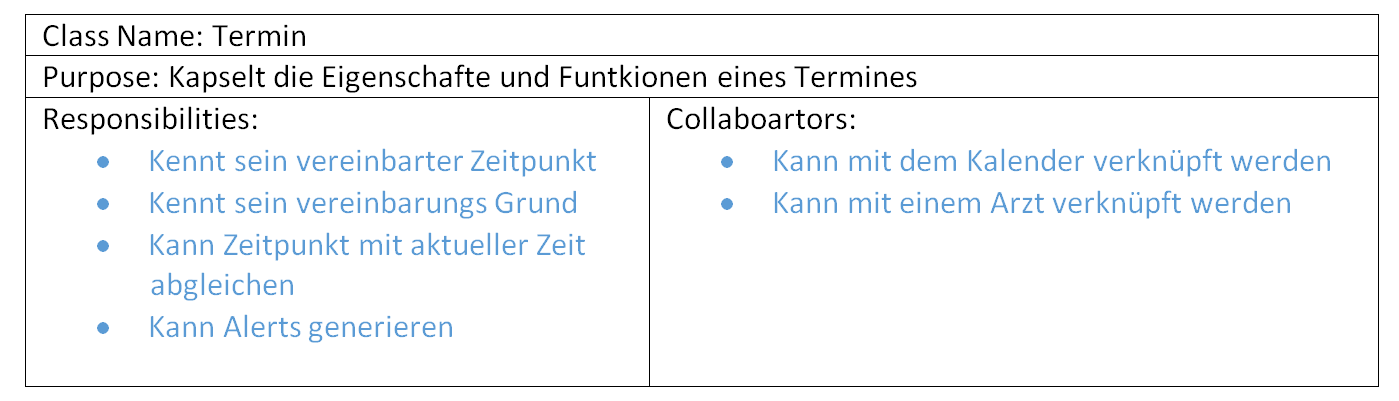 Class Name: Termin
Purpose: Kapselt die Eigenschafte und Funtkionen eines Termines
Responsibilities:
• Kennt sein vereinbarter Zeitpunkt
• Kennt sein vereinbarungs Grund
• Kann Zeitpunkt mit aktueller Zeit
abgleichen
• Kann Alerts generieren
Collaboartors:
• Kann mit dem Kalender verknüpft werden
• Kann mit einem Arzt verknüpft werden